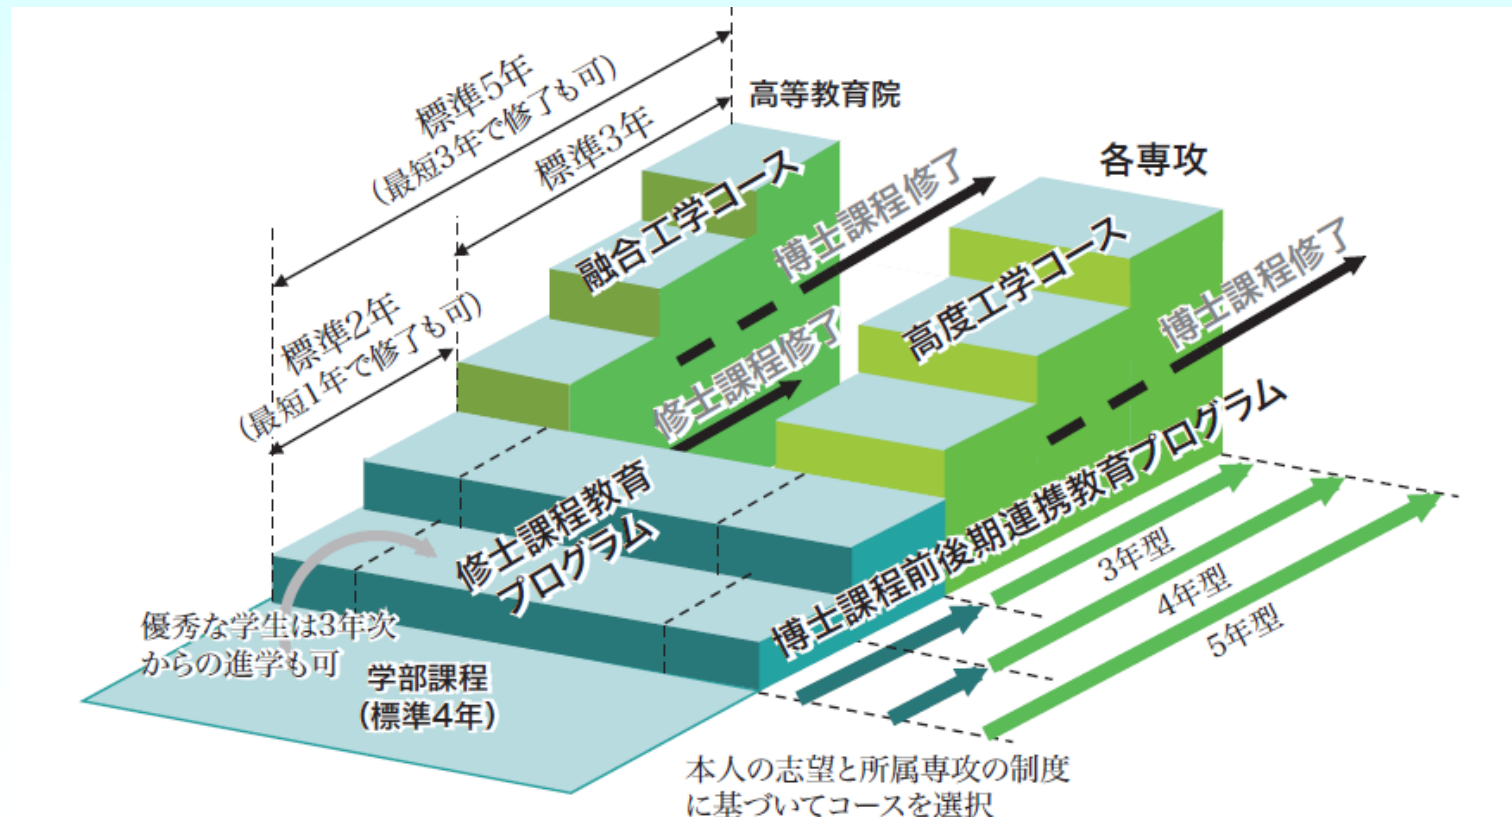 標準5年
(最短3年で修了も可)
標準3年
高等教育院
各専攻
融合工学コース
博士課程修了
高度工学コース
博士課程修了
標準2年
(最短1年で修了も可)
修士課程修了
修士課程教育
プログラム
博士課程前後期連携教育プログラム
3年型
4年型
5年型
優秀な学生は3年次
からの進学も可
学部課程
(標準4年)
本人の志望と所属専攻の制度
に基づいてコースを選択